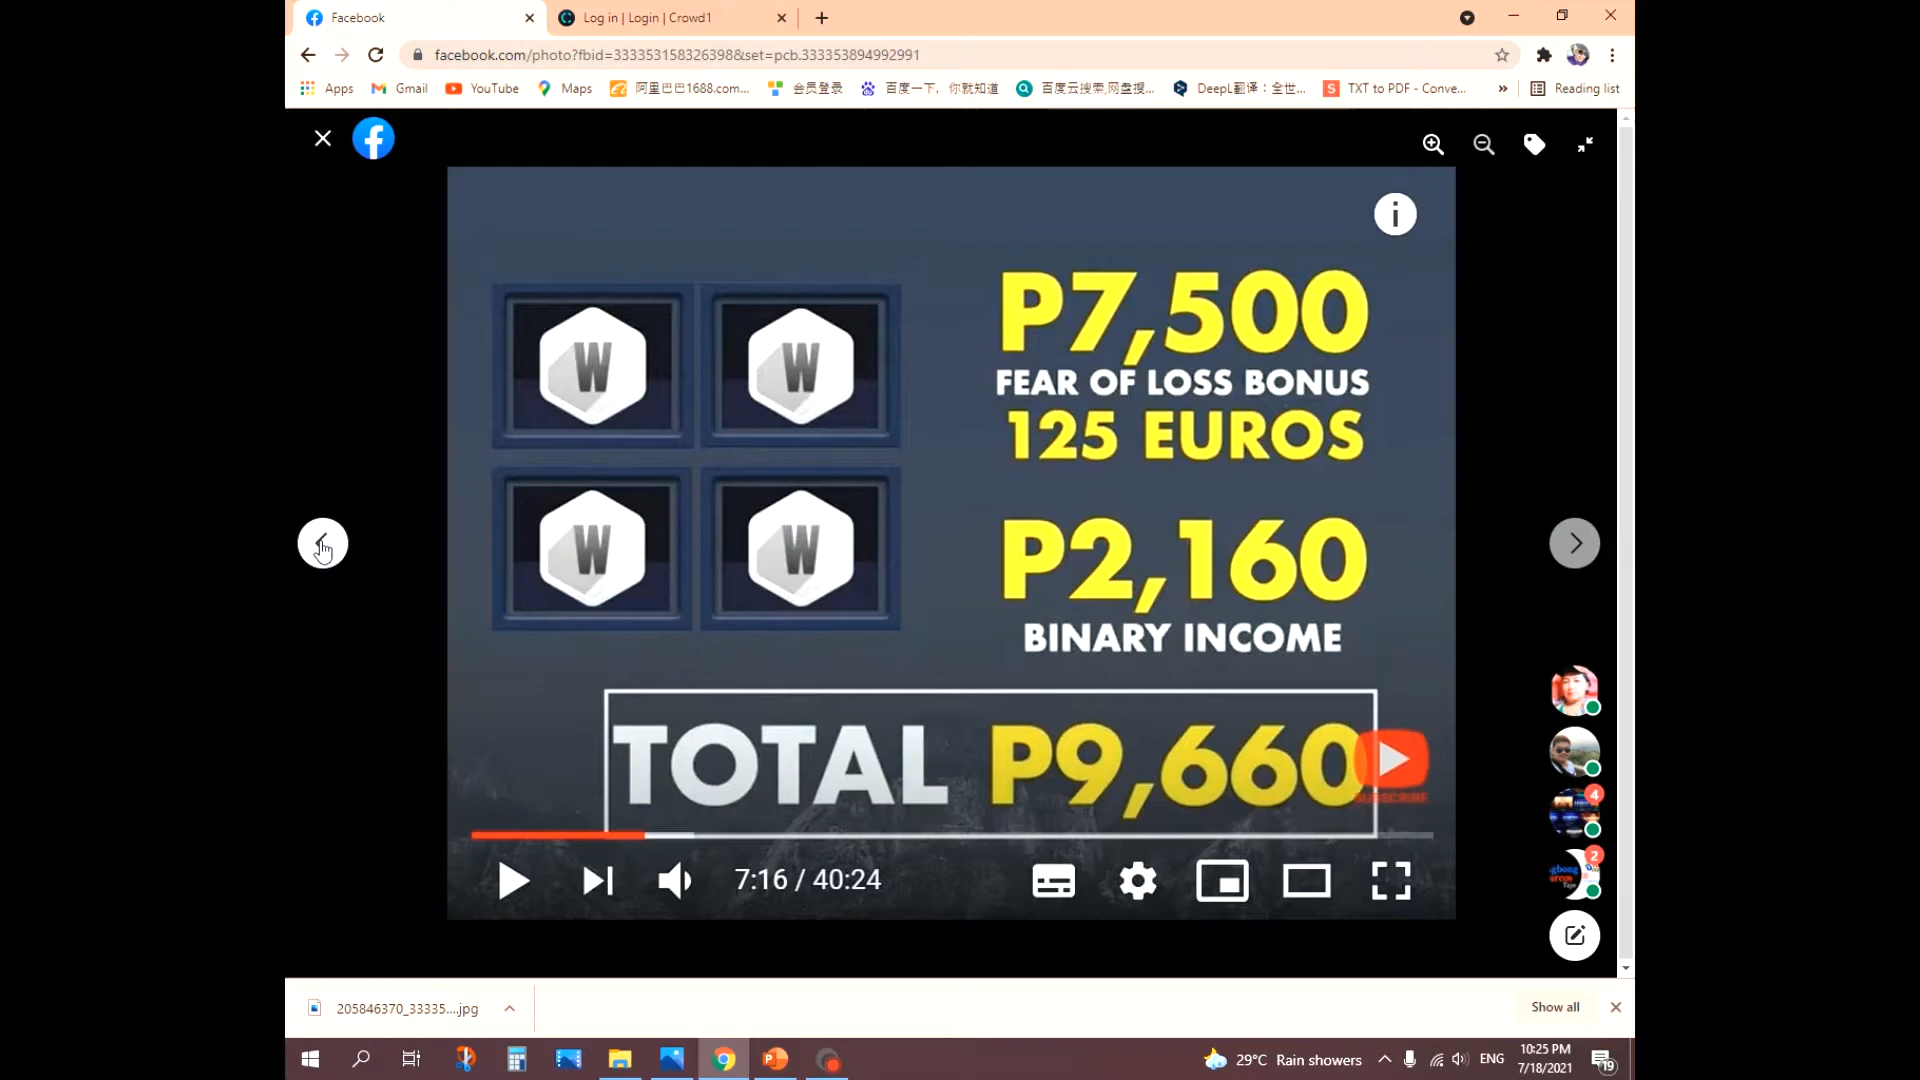 Facebook
Log in | Login | Crowd1
facebook.com/photo?fbid=333353158326398&set=pcb.333353894992991
Apps
Gmail
YouTube
Maps
阿里巴巴1688.com...
会员登录
百度一下，你就知道
百度云搜索,网盘搜...
DeepL翻译：全世...
S
TXT to PDF - Conve...
»
Reading list
i
P7,500
FEAR OF LOSS BONUS
125 EUROS
W W
W W
P2,160
BINARY INCOME
TOTAL P9,660
SUBSCRIBE
7:16 / 40:24
4
2
205846370_33335....jpg
Show all
29°C Rain showers
ENG
10:25 PM
7/18/2021
19